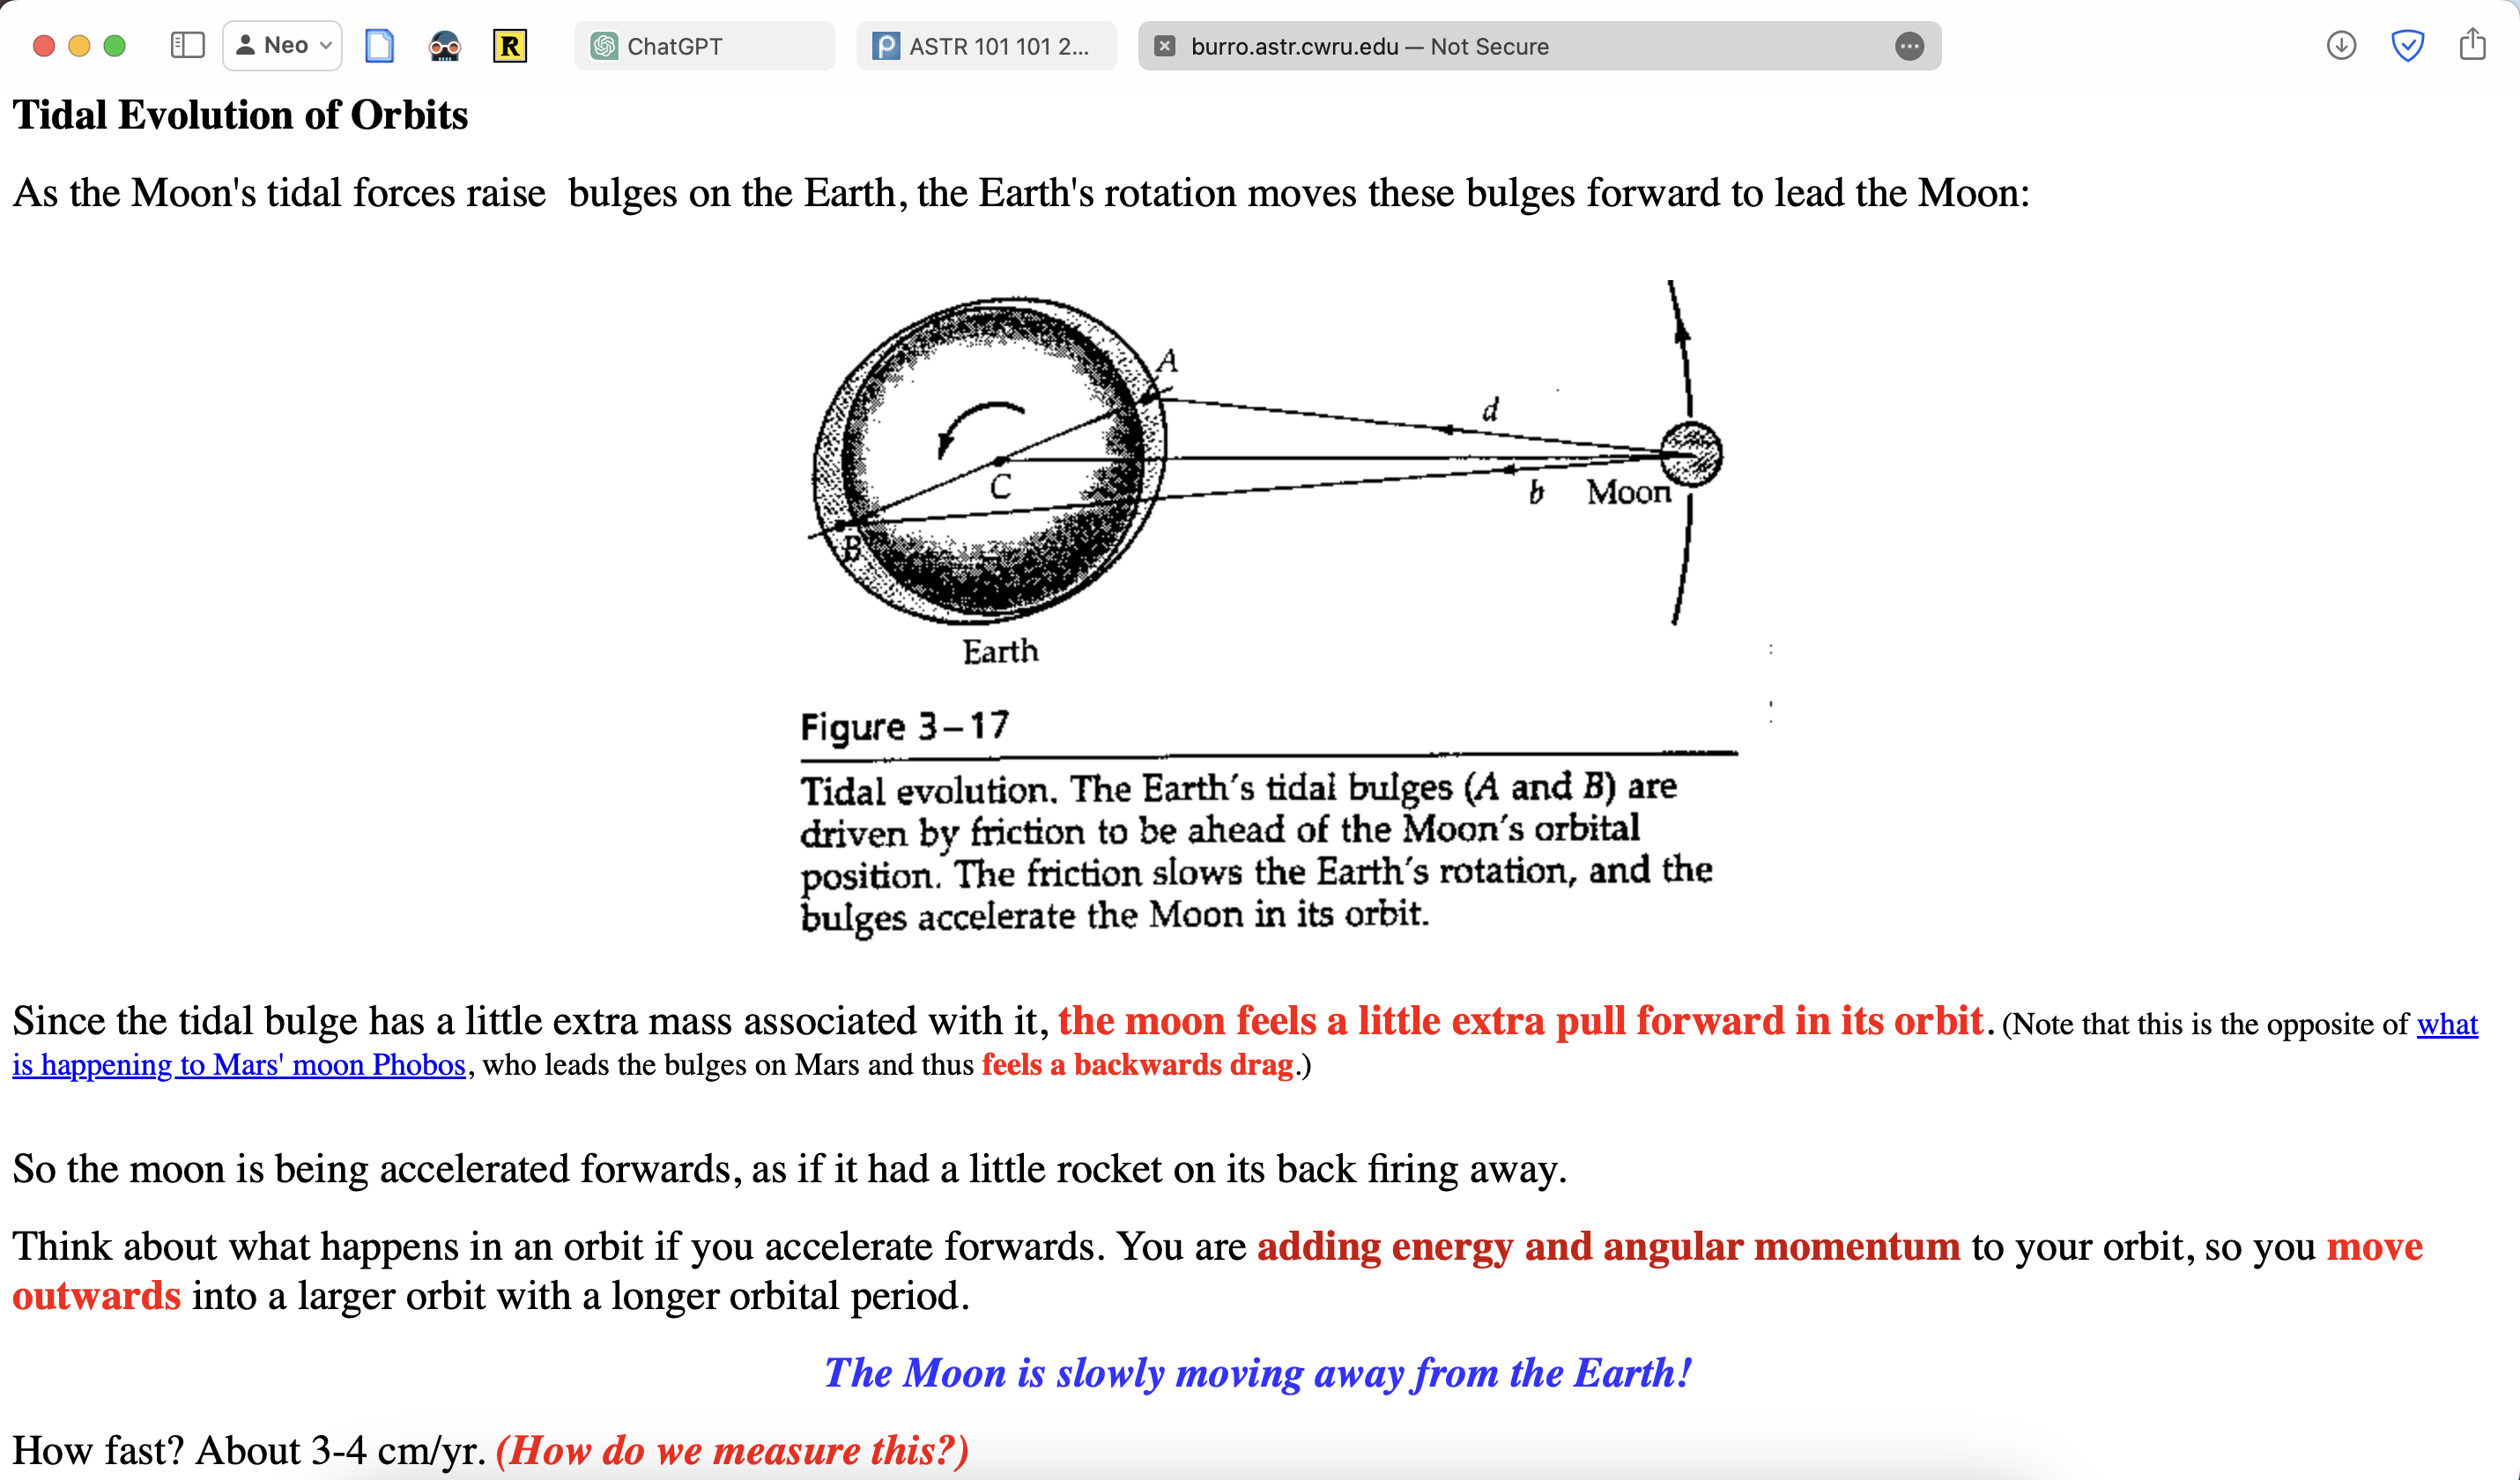 Neo
R
ChatGPT
P ASTR 101 101 2...
burro.astr.cwru.edu — Not Secure
Tidal Evolution of Orbits
As the Moon's tidal forces raise  bulges on the Earth, the Earth's rotation moves these bulges forward to lead the Moon:
A
d
C
b Moon
B
Earth
Figure 3–17
Tidal evolution. The Earth's tidal bulges (A and B) are
driven by friction to be ahead of the Moon's orbital
position. The friction slows the Earth's rotation, and the
bulges accelerate the Moon in its orbit.
Since the tidal bulge has a little extra mass associated with it, the moon feels a little extra pull forward in its orbit. (Note that this is the opposite of what
is happening to Mars' moon Phobos, who leads the bulges on Mars and thus feels a backwards drag.)
So the moon is being accelerated forwards, as if it had a little rocket on its back firing away.
Think about what happens in an orbit if you accelerate forwards. You are adding energy and angular momentum to your orbit, so you move
outwards into a larger orbit with a longer orbital period.
The Moon is slowly moving away from the Earth!
How fast? About 3-4 cm/yr. (How do we measure this?)